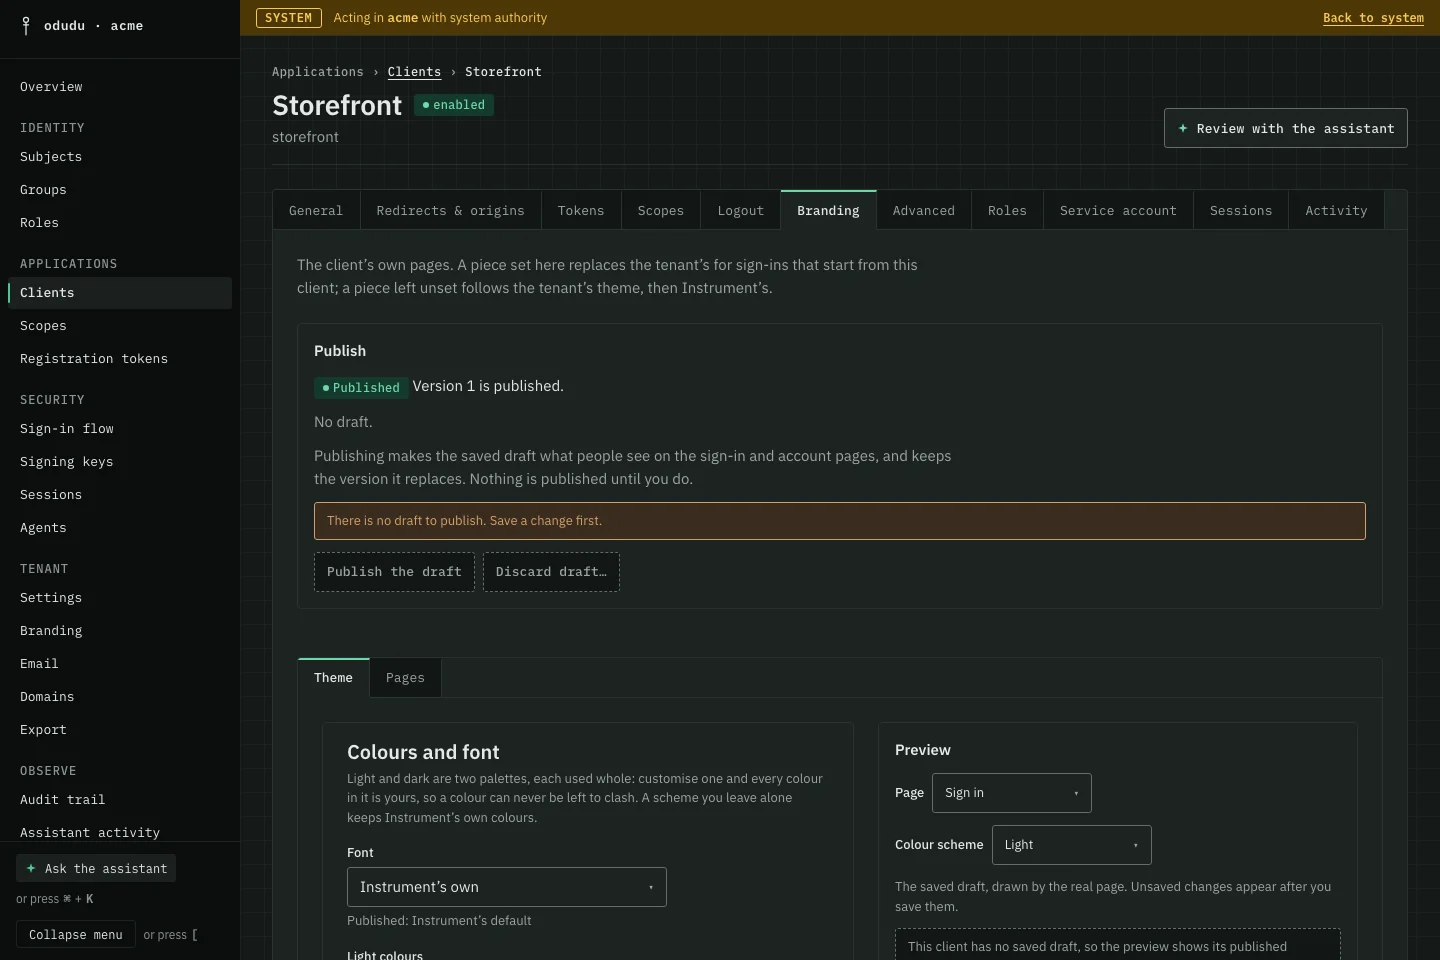 odudu · acme
SYSTEM Acting in acme with system authority Back to system
Overview
IDENTITY
Subjects
Groups
Roles
APPLICATIONS
Clients
Scopes
Registration tokens
SECURITY
Sign-in flow
Signing keys
Sessions
Agents
TENANT
Settings
Branding
Email
Domains
Export
OBSERVE
Audit trail
Assistant activity
Ask the assistant
or press ⌘ + K
Collapse menu or press [
Applications › Clients › Storefront
Storefront enabled
storefront
Review with the assistant
General Redirects & origins Tokens Scopes Logout Branding Advanced Roles Service account Sessions Activity
The client’s own pages. A piece set here replaces the tenant’s for sign-ins that start from this
client; a piece left unset follows the tenant’s theme, then Instrument’s.
Publish
Published Version 1 is published.
No draft.
Publishing makes the saved draft what people see on the sign-in and account pages, and keeps
the version it replaces. Nothing is published until you do.
There is no draft to publish. Save a change first.
Publish the draft Discard draft…
Theme Pages
Colours and font
Light and dark are two palettes, each used whole: customise one and every colour
in it is yours, so a colour can never be left to clash. A scheme you leave alone
keeps Instrument’s own colours.
Font
Instrument’s own
Published: Instrument’s default
Light colours
Preview
Page Sign in
Colour scheme Light
The saved draft, drawn by the real page. Unsaved changes appear after you
save them.
This client has no saved draft, so the preview shows its published